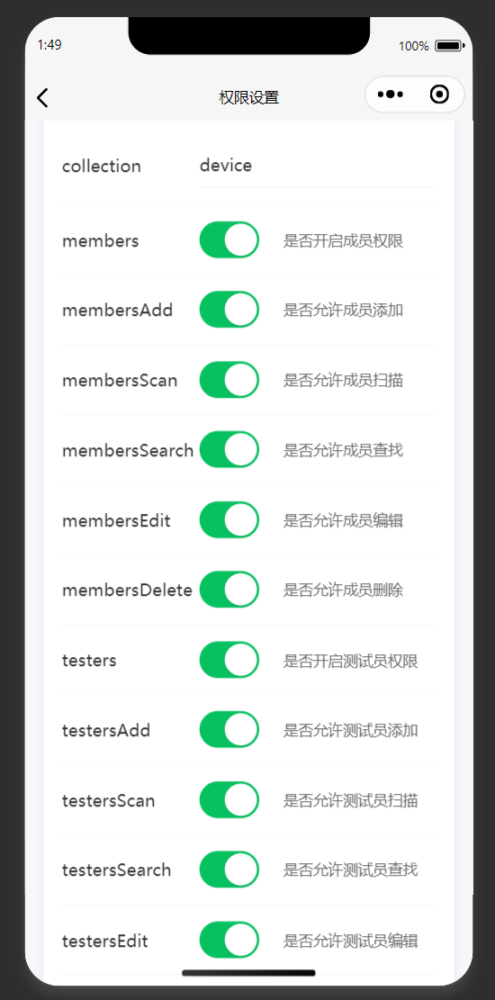 1:49
100%
权限设置
collection device
members 是否开启成员权限
membersAdd 是否允许成员添加
membersScan 是否允许成员扫描
membersSearch 是否允许成员查找
membersEdit 是否允许成员编辑
membersDelete 是否允许成员删除
testers 是否开启测试员权限
testersAdd 是否允许测试员添加
testersScan 是否允许测试员扫描
testersSearch 是否允许测试员查找
testersEdit 是否允许测试员编辑